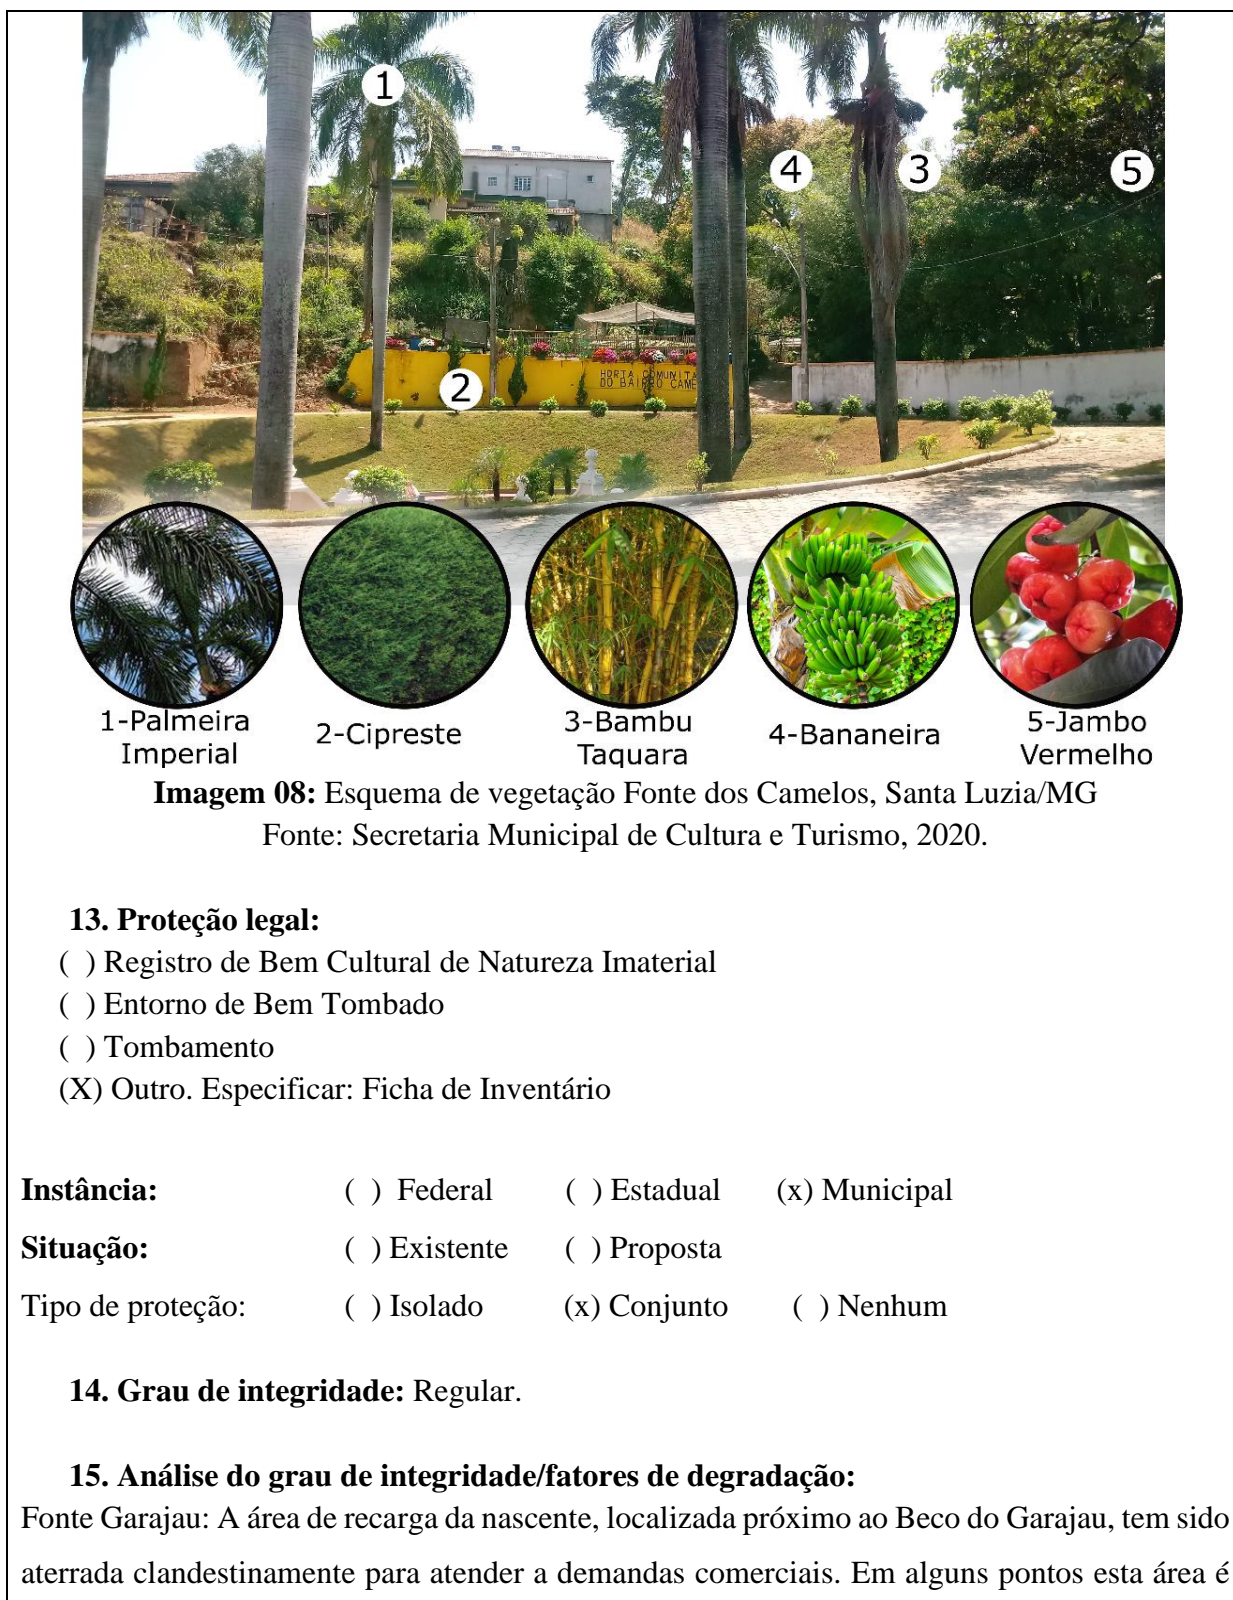 1
4
3
5
HORTA COMUNITA
DO BAIRRO CAME
2
1-Palmeira
Imperial
2-Cipreste
3-Bambu
Taquara
4-Bananeira
5-Jambo
Vermelho
Imagem 08: Esquema de vegetação Fonte dos Camelos, Santa Luzia/MG
Fonte: Secretaria Municipal de Cultura e Turismo, 2020.
13. Proteção legal:
( ) Registro de Bem Cultural de Natureza Imaterial
( ) Entorno de Bem Tombado
( ) Tombamento
(X) Outro. Especificar: Ficha de Inventário
Instância: ( ) Federal ( ) Estadual (x) Municipal
Situação: ( ) Existente ( ) Proposta
Tipo de proteção: ( ) Isolado (x) Conjunto ( ) Nenhum
14. Grau de integridade: Regular.
15. Análise do grau de integridade/fatores de degradação:
Fonte Garajau: A área de recarga da nascente, localizada próximo ao Beco do Garajau, tem sido
aterrada clandestinamente para atender a demandas comerciais. Em alguns pontos esta área é